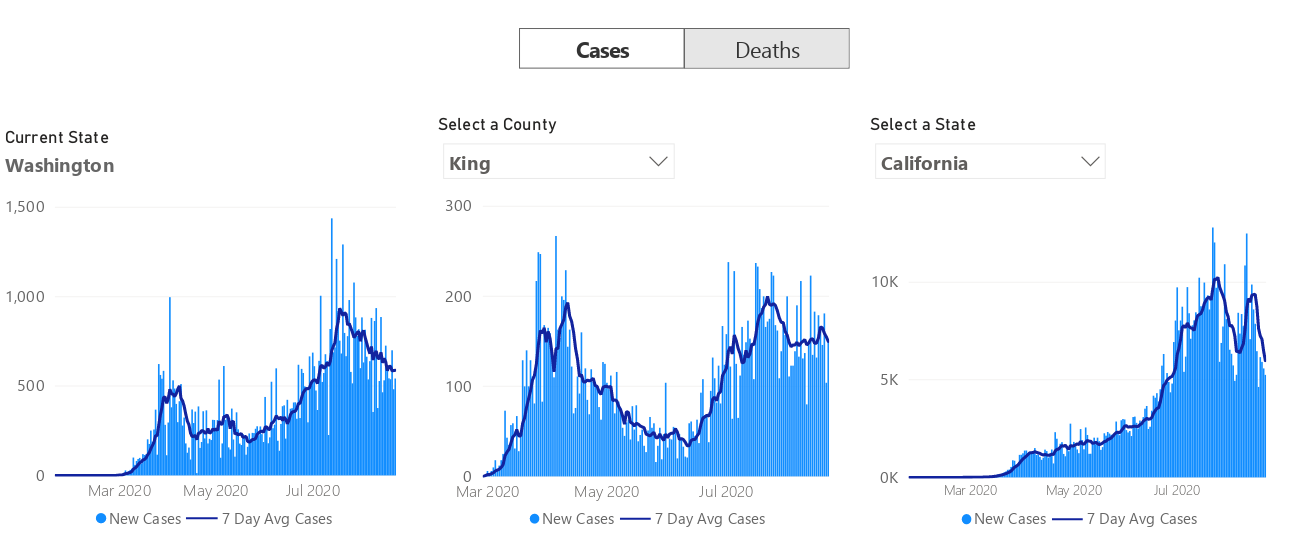 Cases Deaths
Current State
Washington
Select a County
King
Select a State
California
1,500
1,000
500
0
Mar 2020 May 2020 Jul 2020
New Cases 7 Day Avg Cases
300
200
100
0
Mar 2020 May 2020 Jul 2020
New Cases 7 Day Avg Cases
10K
5K
0K
Mar 2020 May 2020 Jul 2020
New Cases 7 Day Avg Cases